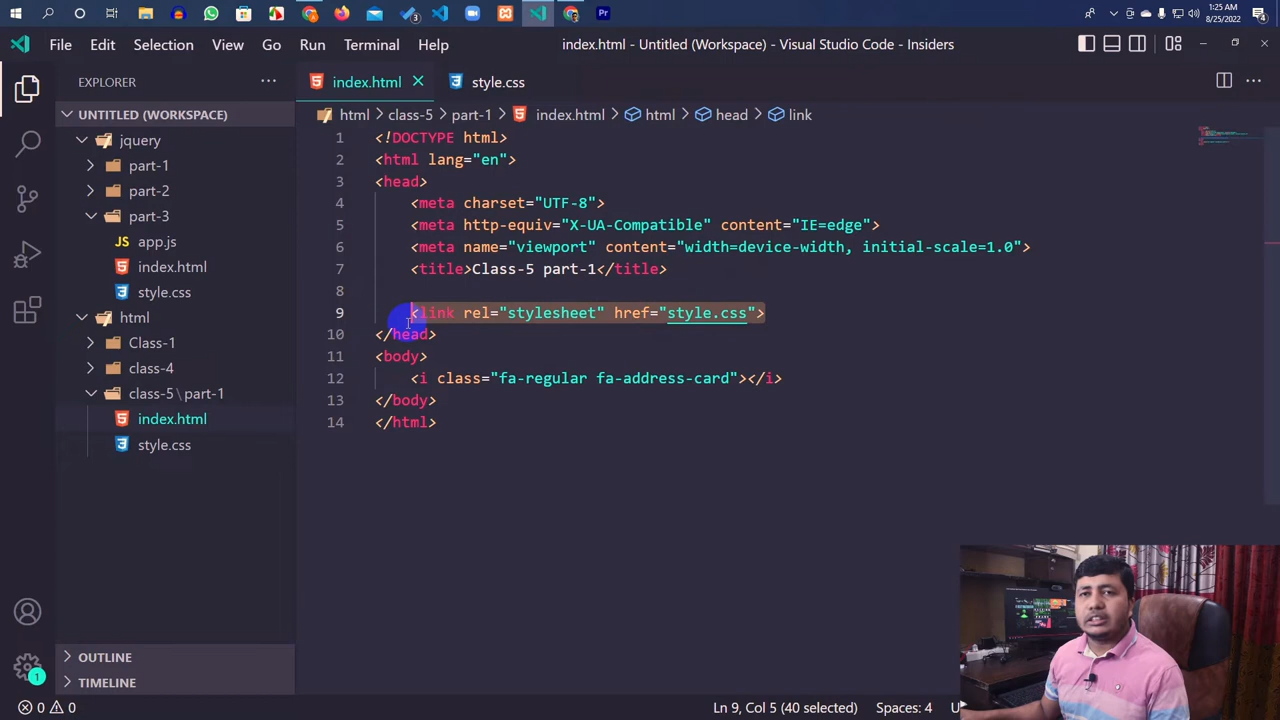 3
1:25 AM
8/25/2022
4
File Edit Selection View Go Run Terminal Help
index.html - Untitled (Workspace) - Visual Studio Code - Insiders
EXPLORER
UNTITLED (WORKSPACE)
jquery
part-1
part-2
part-3
JS app.js
index.html
style.css
html
Class-1
class-4
class-5\part-1
index.html
style.css
OUTLINE
TIMELINE
index.html
style.css
html > class-5 > part-1 > index.html > html > head > link
1 <!DOCTYPE html>
2 <html lang="en">
3 <head>
4 <meta charset="UTF-8">
5 <meta http-equiv="X-UA-Compatible" content="IE=edge">
6 <meta name="viewport" content="width=device-width, initial-scale=1.0">
7 <title>Class-5 part-1</title>
8
9 <link rel="stylesheet" href="style.css">
10 </head>
11 <body>
12 <i class="fa-regular fa-address-card"></i>
13 </body>
14 </html>
1
0 0
Ln 9, Col 5 (40 selected)
Spaces: 4